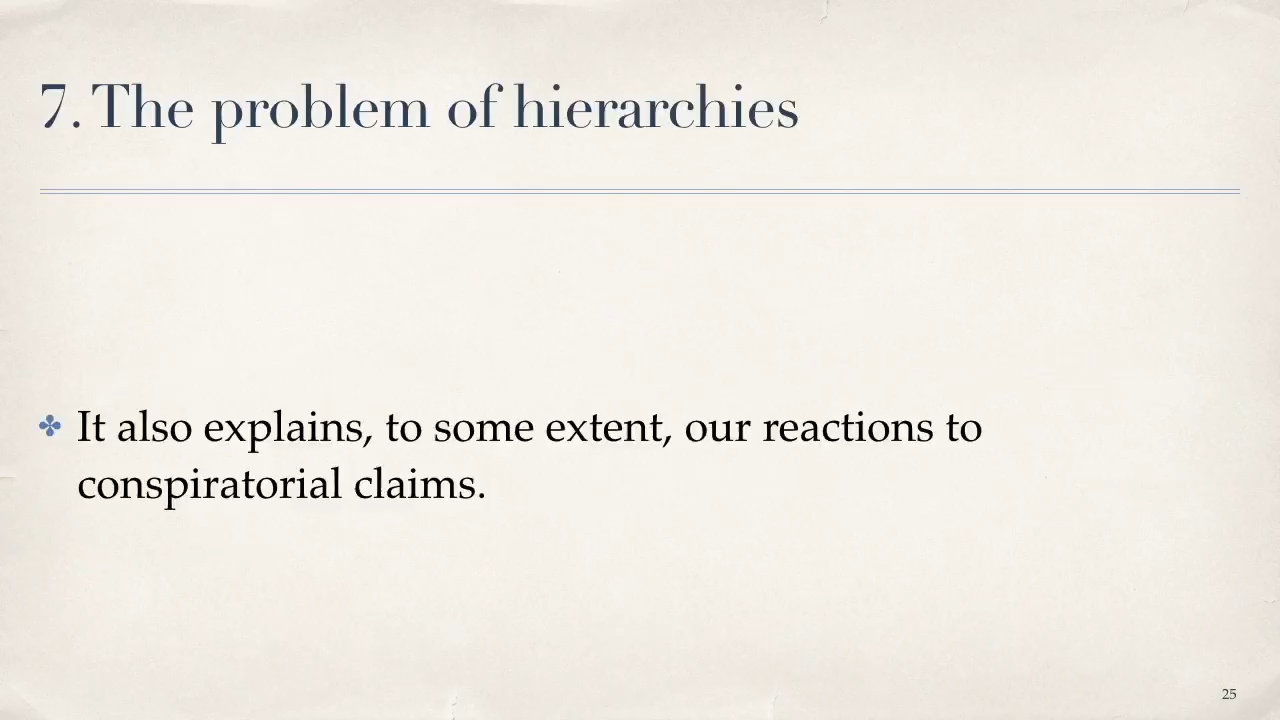 7. The problem of hierarchies
It also explains, to some extent, our reactions to
conspiratorial claims.
25